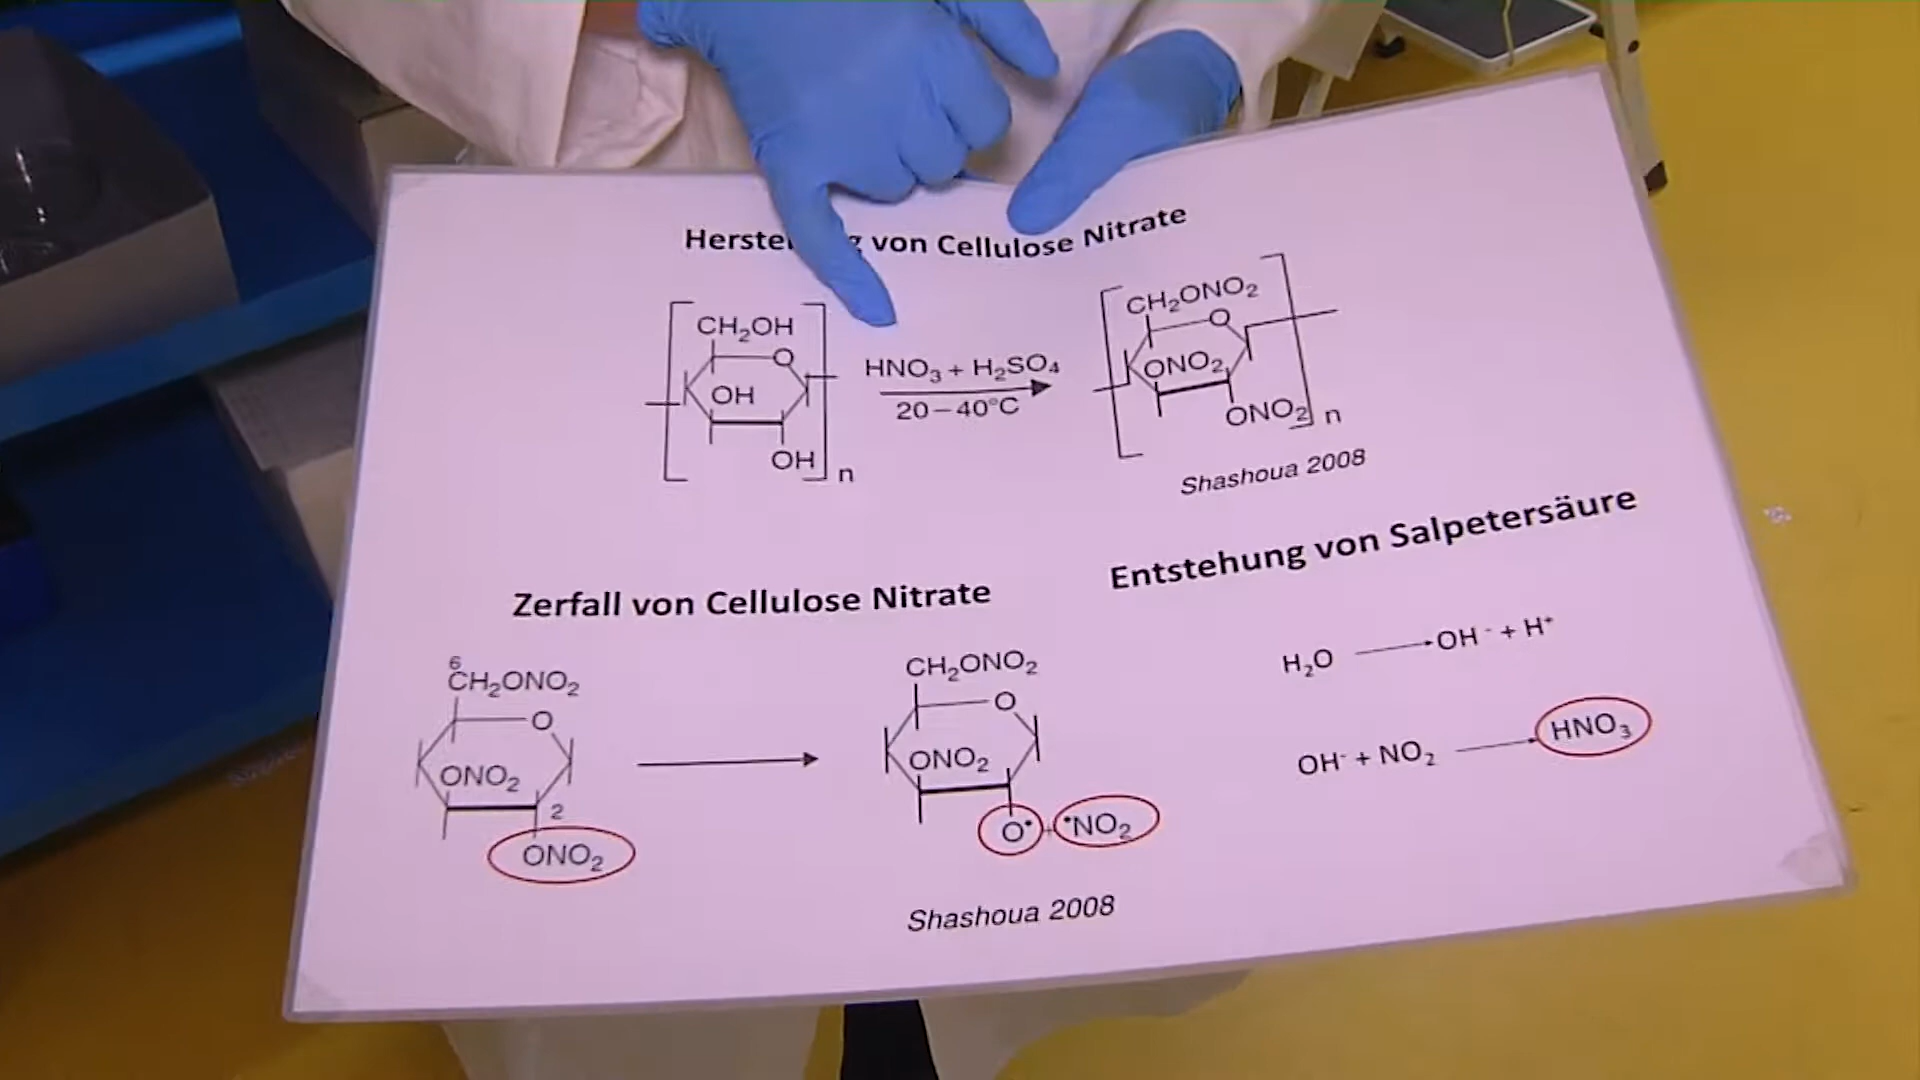 Herste g von Cellulose Nitrate
CH₂OH
O
OH
OH
n
HNO₃ + H₂SO₄
20–40°C
CH₂ONO₂
O
ONO₂
ONO₂
n
Shashoua 2008
Zerfall von Cellulose Nitrate
6
CH₂ONO₂
O
ONO₂
2
ONO₂
CH₂ONO₂
O
ONO₂
O• + •NO₂
Shashoua 2008
Entstehung von Salpetersäure
H₂O → OH⁻ + H⁺
OH⁻ + NO₂ → HNO₃